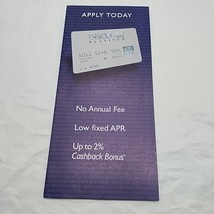 APPLY TODAY
No Annual Fee
Low fixed APR
Up to 2%
Cashback Bonus®